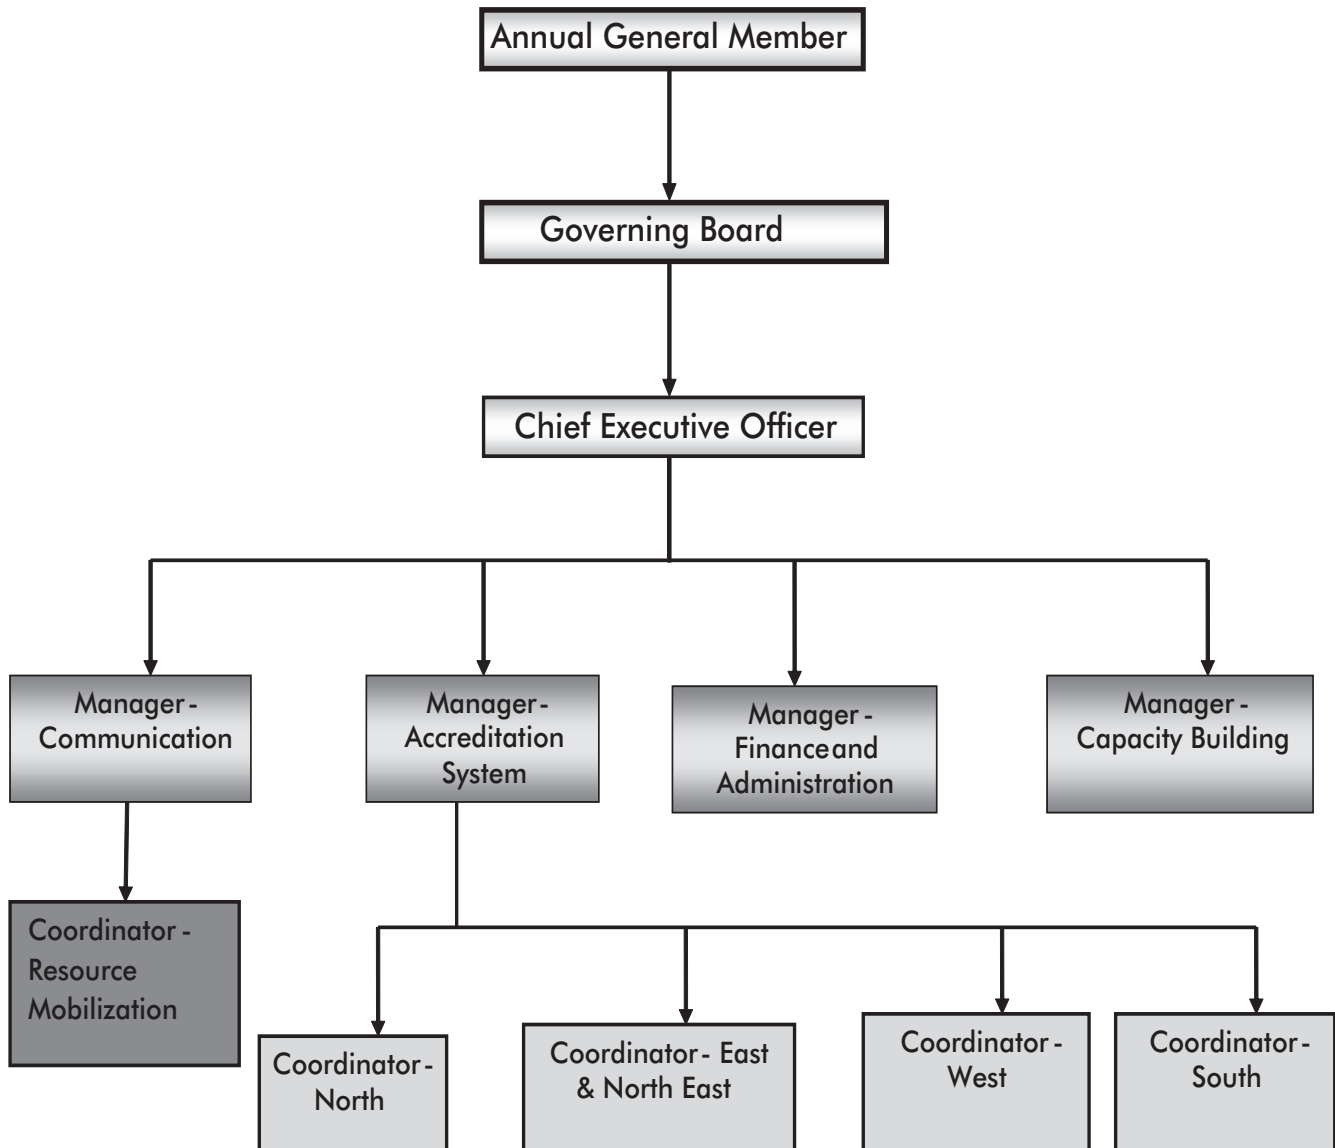 Annual General Member
Governing Board
Chief Executive Officer
Manager-
Communication
Manager-
Accreditation
System
Manager-
Finance and
Administration
Manager-
Capacity Building
Coordinator-
Resource
Mobilization
Coordinator-
North
Coordinator- East
& North East
Coordinator-
West
Coordinator-
South